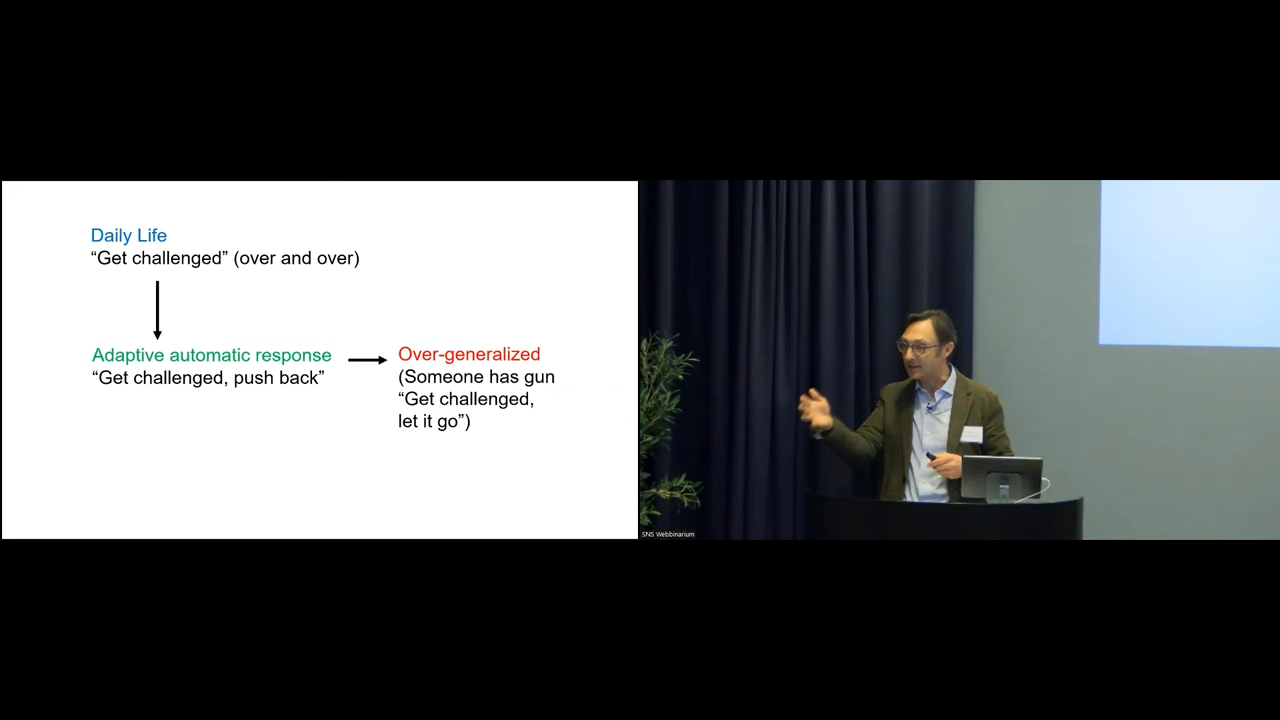 Daily Life
“Get challenged” (over and over)
Adaptive automatic response
“Get challenged, push back”
Over-generalized
(Someone has gun
“Get challenged,
let it go”)
SNS Webbinarium